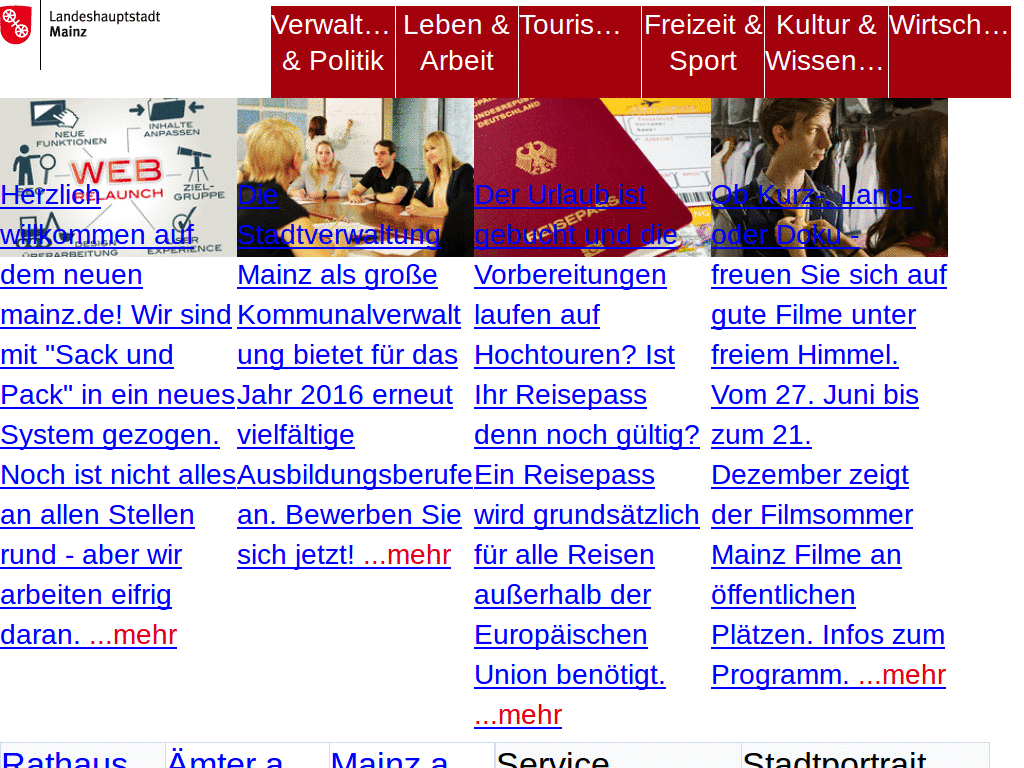 Landeshauptstadt
Mainz
Verwalt...
& Politik
Leben &
Arbeit
Touris...
Freizeit &
Sport
Kultur &
Wissen...
Wirtsch...
NEUE
FUNKTIONEN
INHALTE
ANPASSEN
WEB
RELAUNCH
ZIEL-
GRUPPE
Herzlich
willkommen auf
dem neuen
mainz.de! Wir sind
mit "Sack und
Pack" in ein neues
System gezogen.
Noch ist nicht alles
an allen Stellen
rund - aber wir
arbeiten eifrig
daran. ...mehr
Die
Stadtverwaltung
Mainz als große
Kommunalverwalt
ung bietet für das
Jahr 2016 erneut
vielfältige
Ausbildungsberufe
an. Bewerben Sie
sich jetzt! ...mehr
DEUTSCHLAND
REISEPASS
Der Urlaub ist
gebucht und die
Vorbereitungen
laufen auf
Hochtouren? Ist
Ihr Reisepass
denn noch gültig?
Ein Reisepass
wird grundsätzlich
für alle Reisen
außerhalb der
Europäischen
Union benötigt.
...mehr
Ob Kurz-, Lang-
oder Doku -
freuen Sie sich auf
gute Filme unter
freiem Himmel.
Vom 27. Juni bis
zum 21.
Dezember zeigt
der Filmsommer
Mainz Filme an
öffentlichen
Plätzen. Infos zum
Programm. ...mehr
Rathaus
Ämter a
Mainz a
Service
Stadtportrait